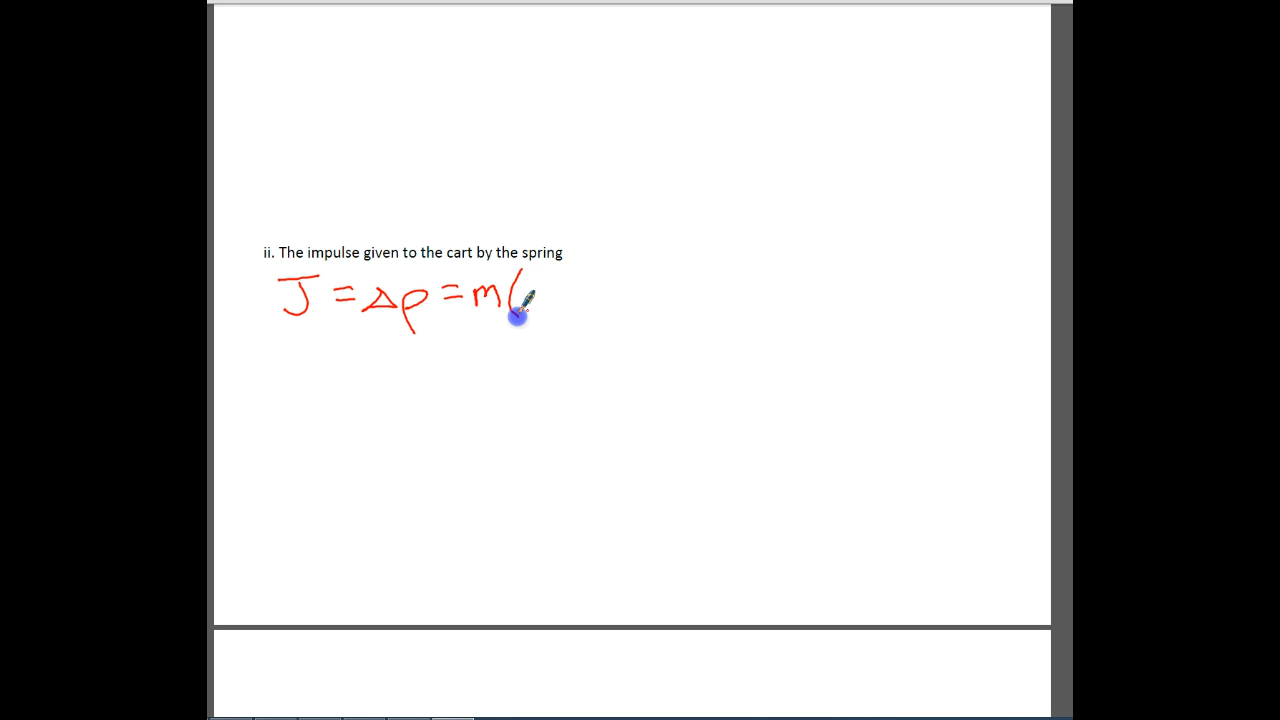 ii. The impulse given to the cart by the spring
J = Δp = m(